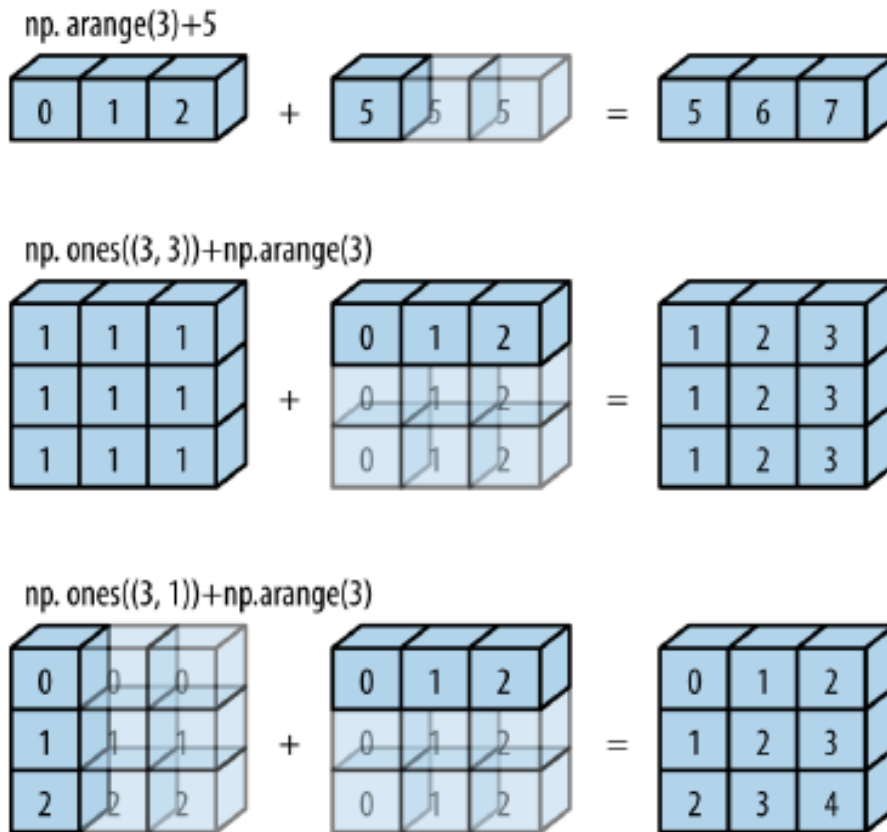 np. arange(3)+5
0 1 2 + 5 5 5 = 5 6 7
np. ones((3, 3))+np.arange(3)
1 1 1 0 1 2 1 2 3
1 1 1 + 0 1 2 = 1 2 3
1 1 1 0 1 2 1 2 3
np. ones((3, 1))+np.arange(3)
0 0 0 0 1 2 0 1 2
1 1 1 + 0 1 2 = 1 2 3
2 2 2 0 1 2 2 3 4